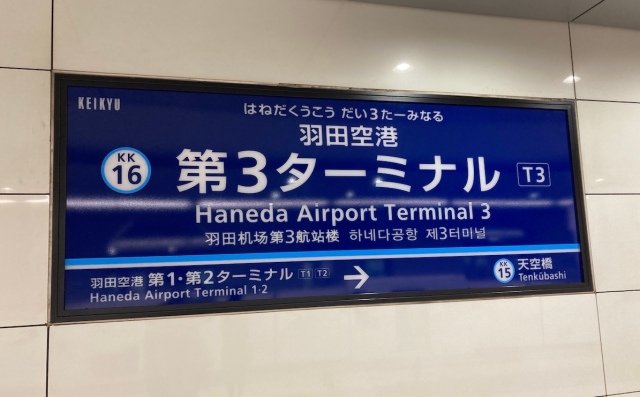 KEIKYU
はねだくうこう だい3たーみなる
羽田空港
KK
16
第3ターミナル
T3
Haneda Airport Terminal 3
羽田机场第3航站楼 하네다공항 제3터미널
羽田空港 第1・第2ターミナル T1 T2 →
Haneda Airport Terminal 1・2
KK
15
天空橋
Tenkūbashi